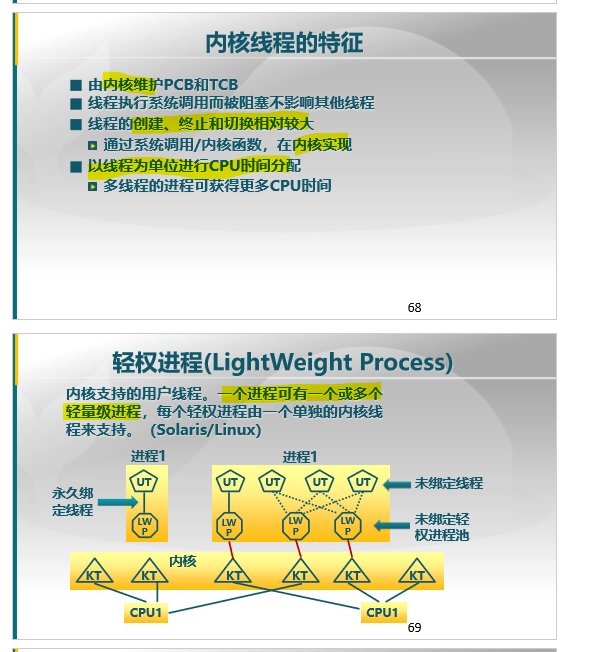 内核线程的特征
由内核维护PCB和TCB
线程执行系统调用而被阻塞不影响其他线程
线程的创建、终止和切换相对较大
通过系统调用/内核函数，在内核实现
以线程为单位进行CPU时间分配
多线程的进程可获得更多CPU时间
68
轻权进程(LightWeight Process)
内核支持的用户线程。一个进程可有一个或多个
轻量级进程，每个轻权进程由一个单独的内核线
程来支持。（Solaris/Linux)
进程1
进程1
UT
UT
UT
UT
UT
未绑定线程
永久绑
定线程
LW
P
LW
P
LW
P
LW
P
未绑定轻
权进程池
内核
KT
KT
KT
KT
KT
KT
CPU1
CPU1
69